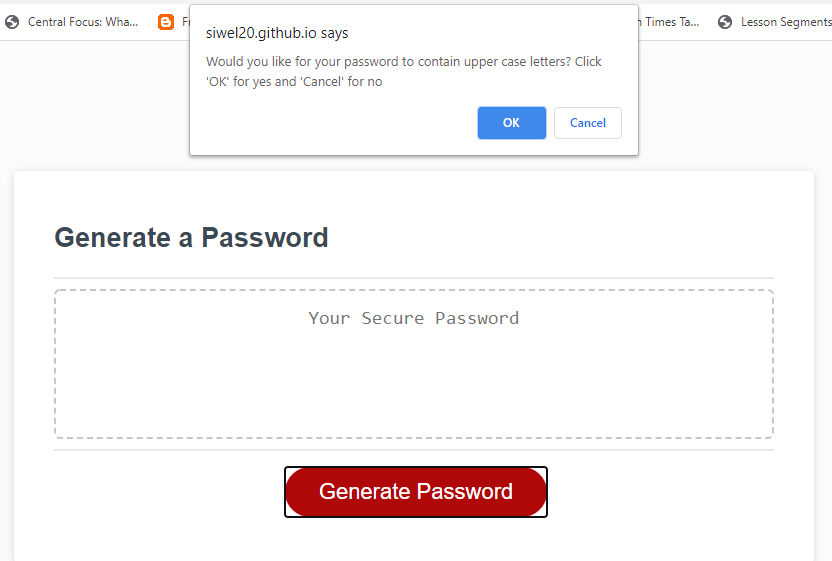 Central Focus: Wha...
siwel20.github.io says
Would you like for your password to contain upper case letters? Click
'OK' for yes and 'Cancel' for no
OK
Cancel
Times Ta...
Lesson Segments
Generate a Password
Your Secure Password
Generate Password